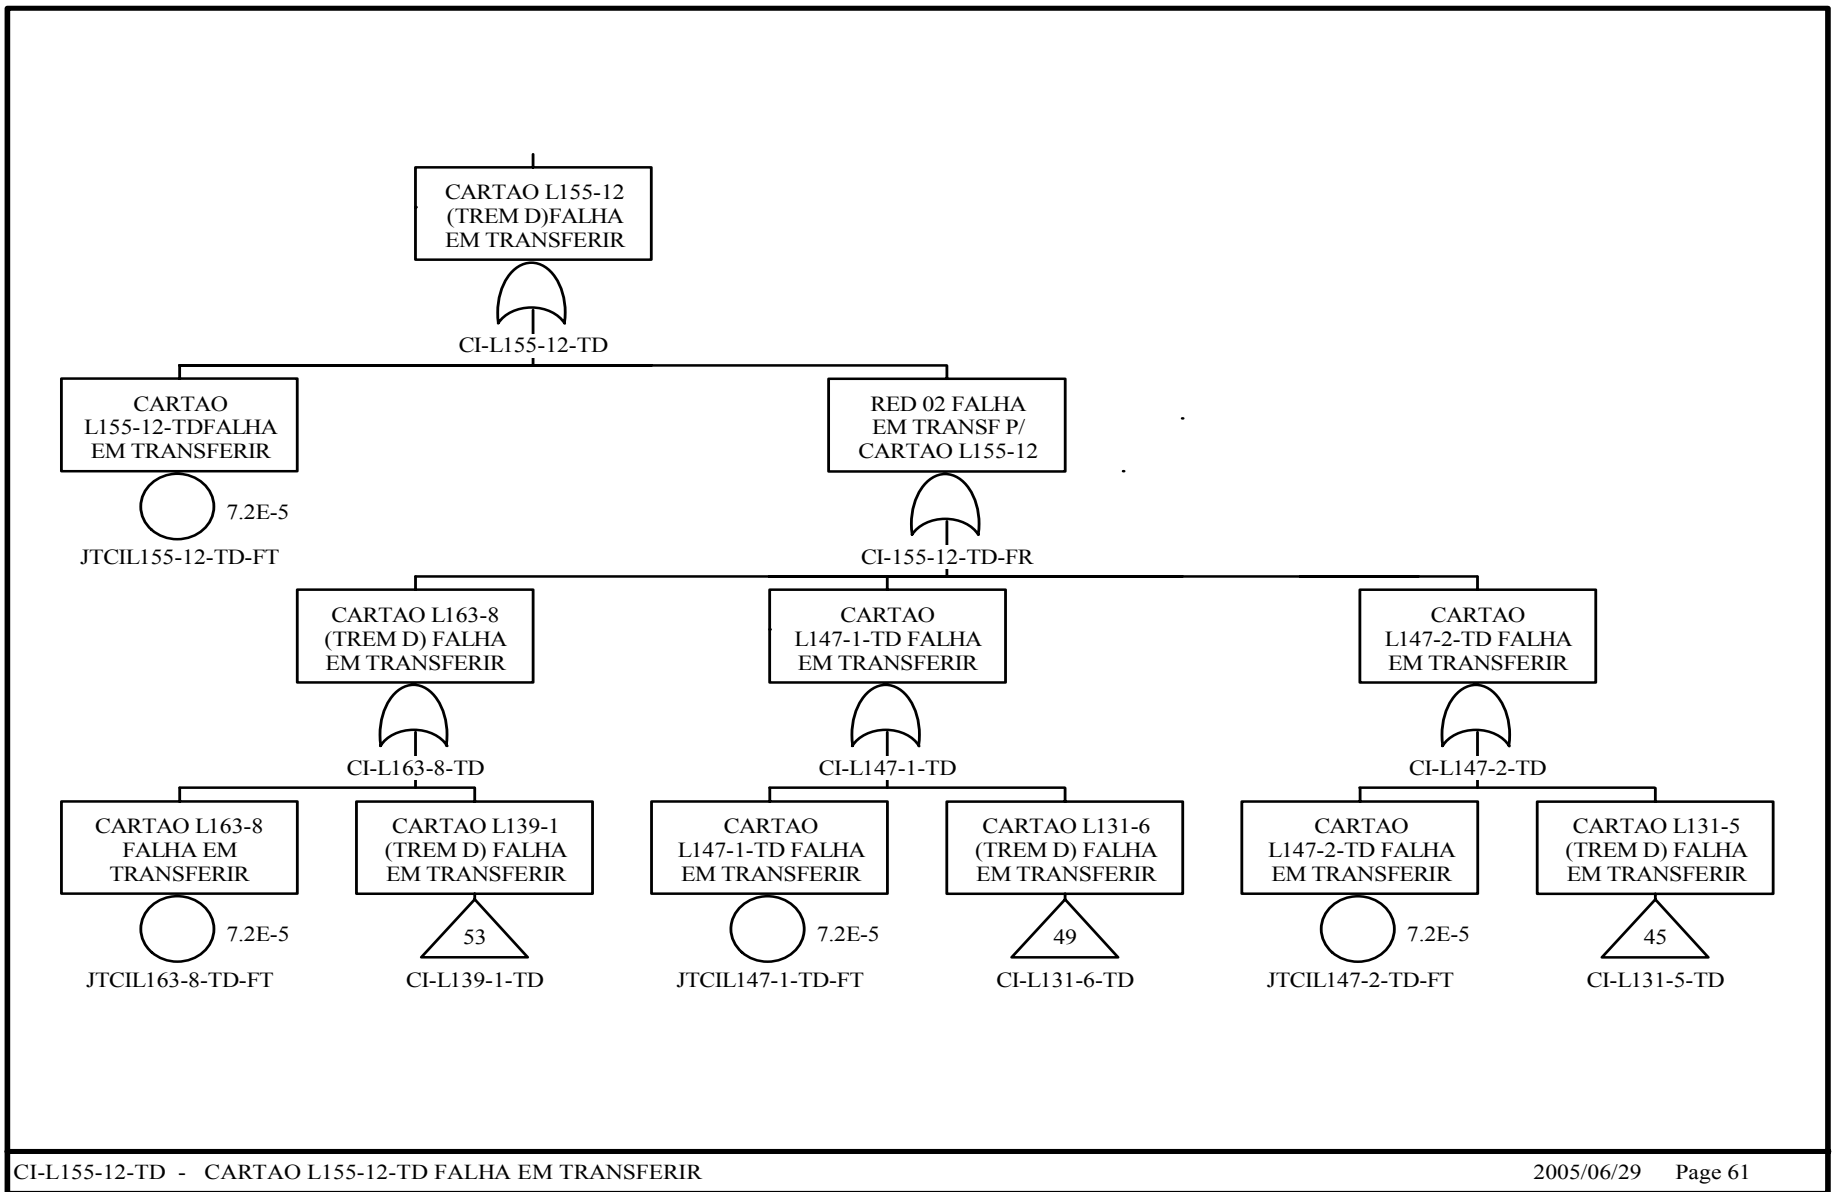 CARTAO L155-12
(TREM D)FALHA
EM TRANSFERIR
CI-L155-12-TD
CARTAO
L155-12-TDFALHA
EM TRANSFERIR
7.2E-5
JTCIL155-12-TD-FT
RED 02 FALHA
EM TRANSF P/
CARTAO L155-12
CI-155-12-TD-FR
CARTAO L163-8
(TREM D) FALHA
EM TRANSFERIR
CI-L163-8-TD
CARTAO
L147-1-TD FALHA
EM TRANSFERIR
CI-L147-1-TD
CARTAO
L147-2-TD FALHA
EM TRANSFERIR
CI-L147-2-TD
CARTAO L163-8
FALHA EM
TRANSFERIR
7.2E-5
JTCIL163-8-TD-FT
CARTAO L139-1
(TREM D) FALHA
EM TRANSFERIR
53
CI-L139-1-TD
CARTAO
L147-1-TD FALHA
EM TRANSFERIR
7.2E-5
JTCIL147-1-TD-FT
CARTAO L131-6
(TREM D) FALHA
EM TRANSFERIR
49
CI-L131-6-TD
CARTAO
L147-2-TD FALHA
EM TRANSFERIR
7.2E-5
JTCIL147-2-TD-FT
CARTAO L131-5
(TREM D) FALHA
EM TRANSFERIR
45
CI-L131-5-TD
CI-L155-12-TD - CARTAO L155-12-TD FALHA EM TRANSFERIR
2005/06/29 Page 61